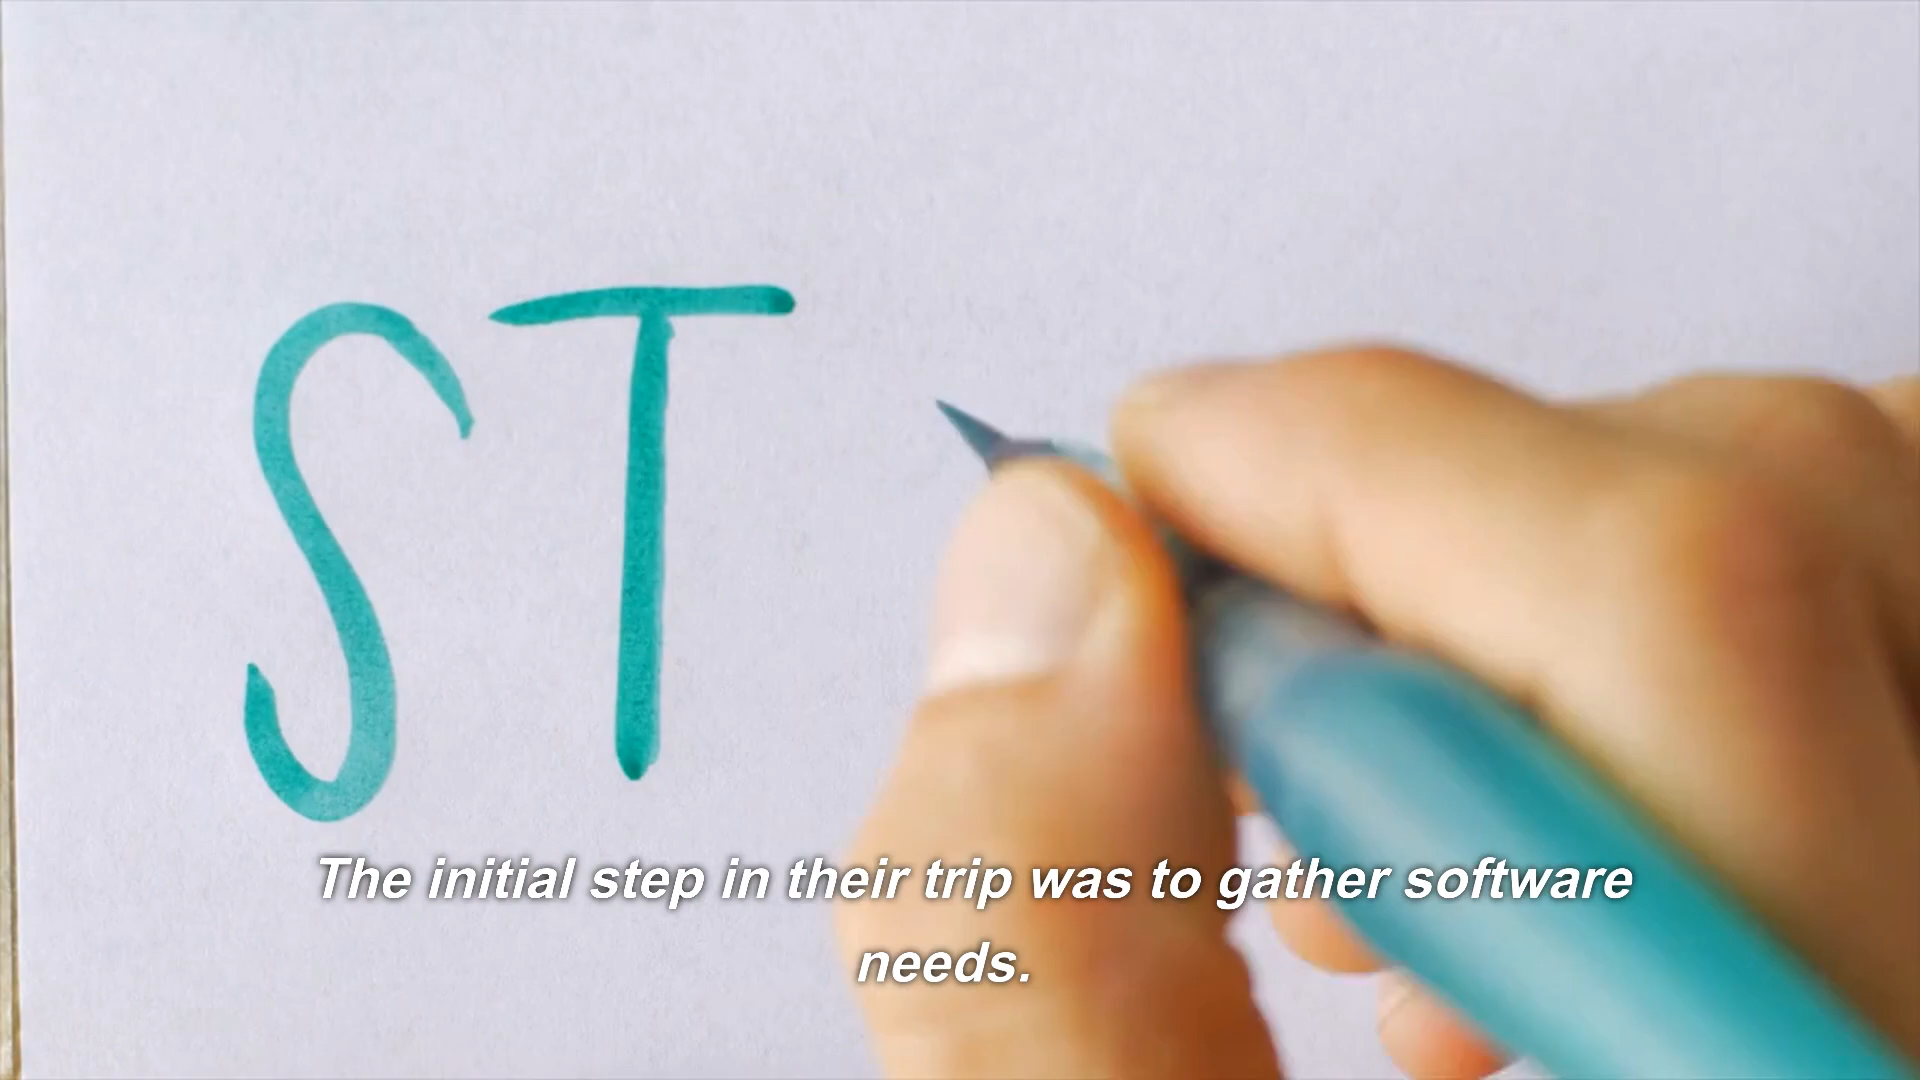 ST
The initial step in their trip was to gather software
needs.